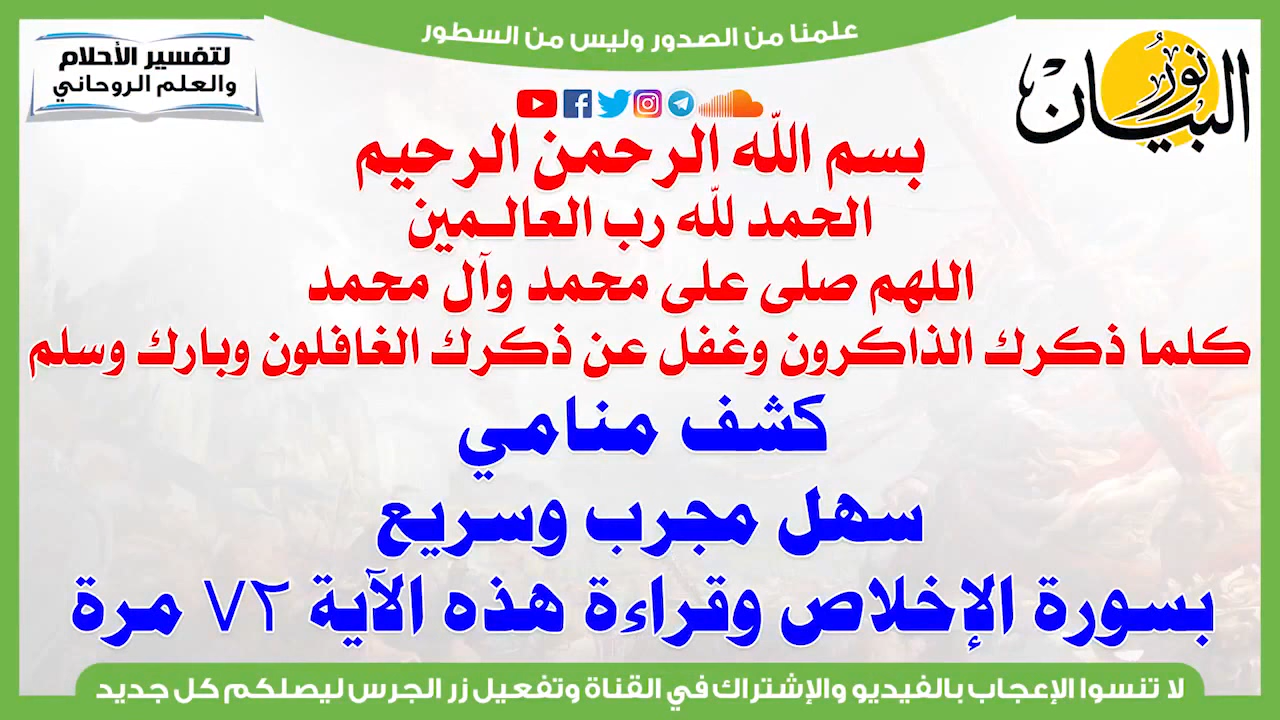 علمنا من الصدور وليس من السطور
لتفسير الأحلام
والعلم الروحاني
نور
البيان
بسم الله الرحمن الرحيم
الحمد لله رب العالـمين
اللهم صلى على محمد وآل محمد
كلما ذكرك الذاكرون وغفل عن ذكرك الغافلون وبارك وسلم
كشف منامي
سهل مجرب وسريع
بسورة الإخلاص وقراءة هذه الآية ٧٢ مرة
لا تنسوا الإعجاب بالفيديو والإشتراك في القناة وتفعيل زر الجرس ليصلكم كل جديد